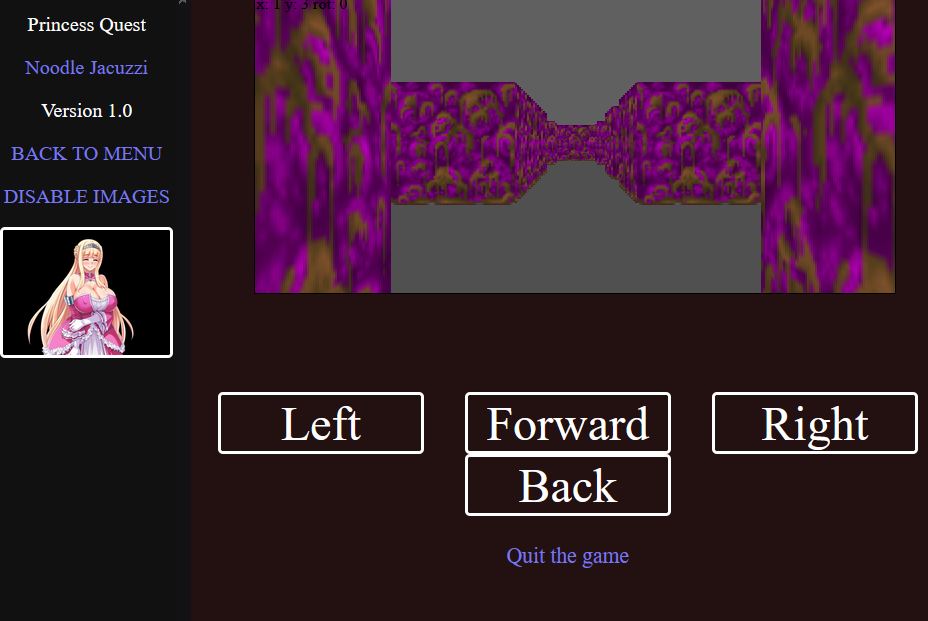 Princess Quest
Noodle Jacuzzi
Version 1.0
BACK TO MENU
DISABLE IMAGES
x: 1 y: 3 rot: 0
Left
Forward
Right
Back
Quit the game